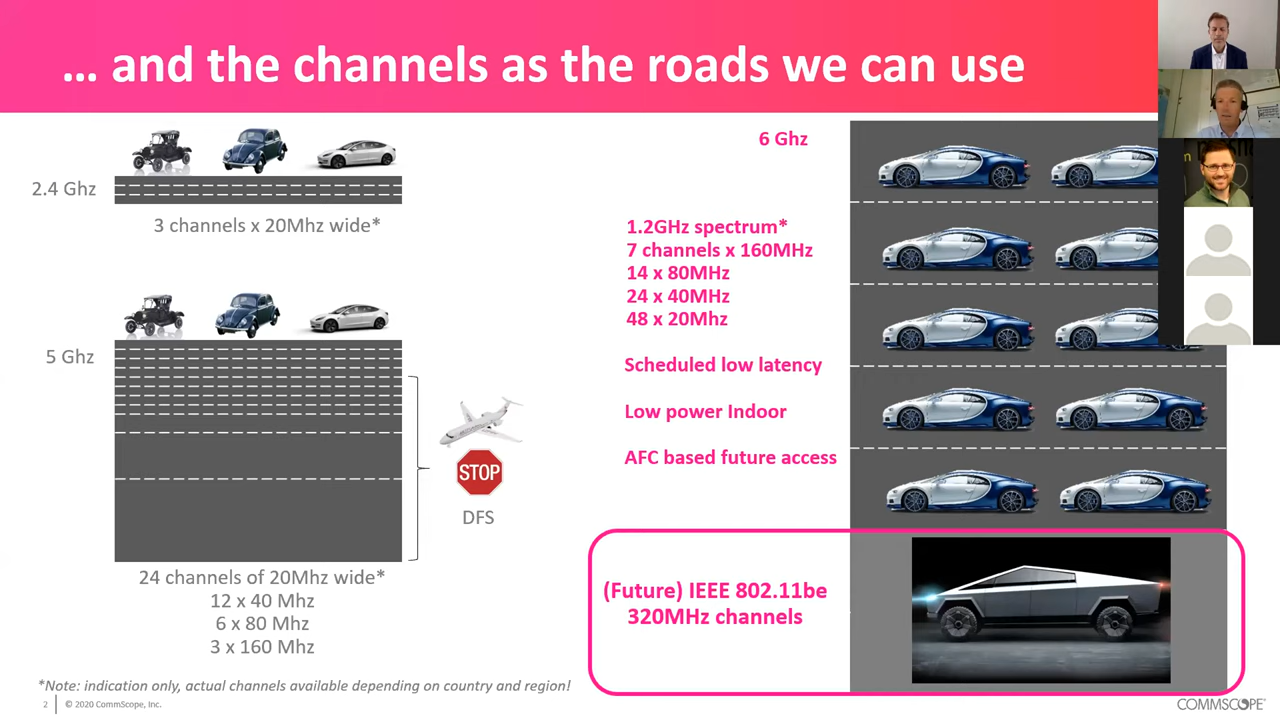 ... and the channels as the roads we can use
2.4 Ghz
3 channels x 20Mhz wide*
5 Ghz
STOP
DFS
24 channels of 20Mhz wide*
12 x 40 Mhz
6 x 80 Mhz
3 x 160 Mhz
6 Ghz
1.2GHz spectrum*
7 channels x 160MHz
14 x 80MHz
24 x 40MHz
48 x 20Mhz
Scheduled low latency
Low power Indoor
AFC based future access
(Future) IEEE 802.11be
320MHz channels
*Note: indication only, actual channels available depending on country and region!
2
© 2020 CommScope, Inc.
COMMSCOPE®